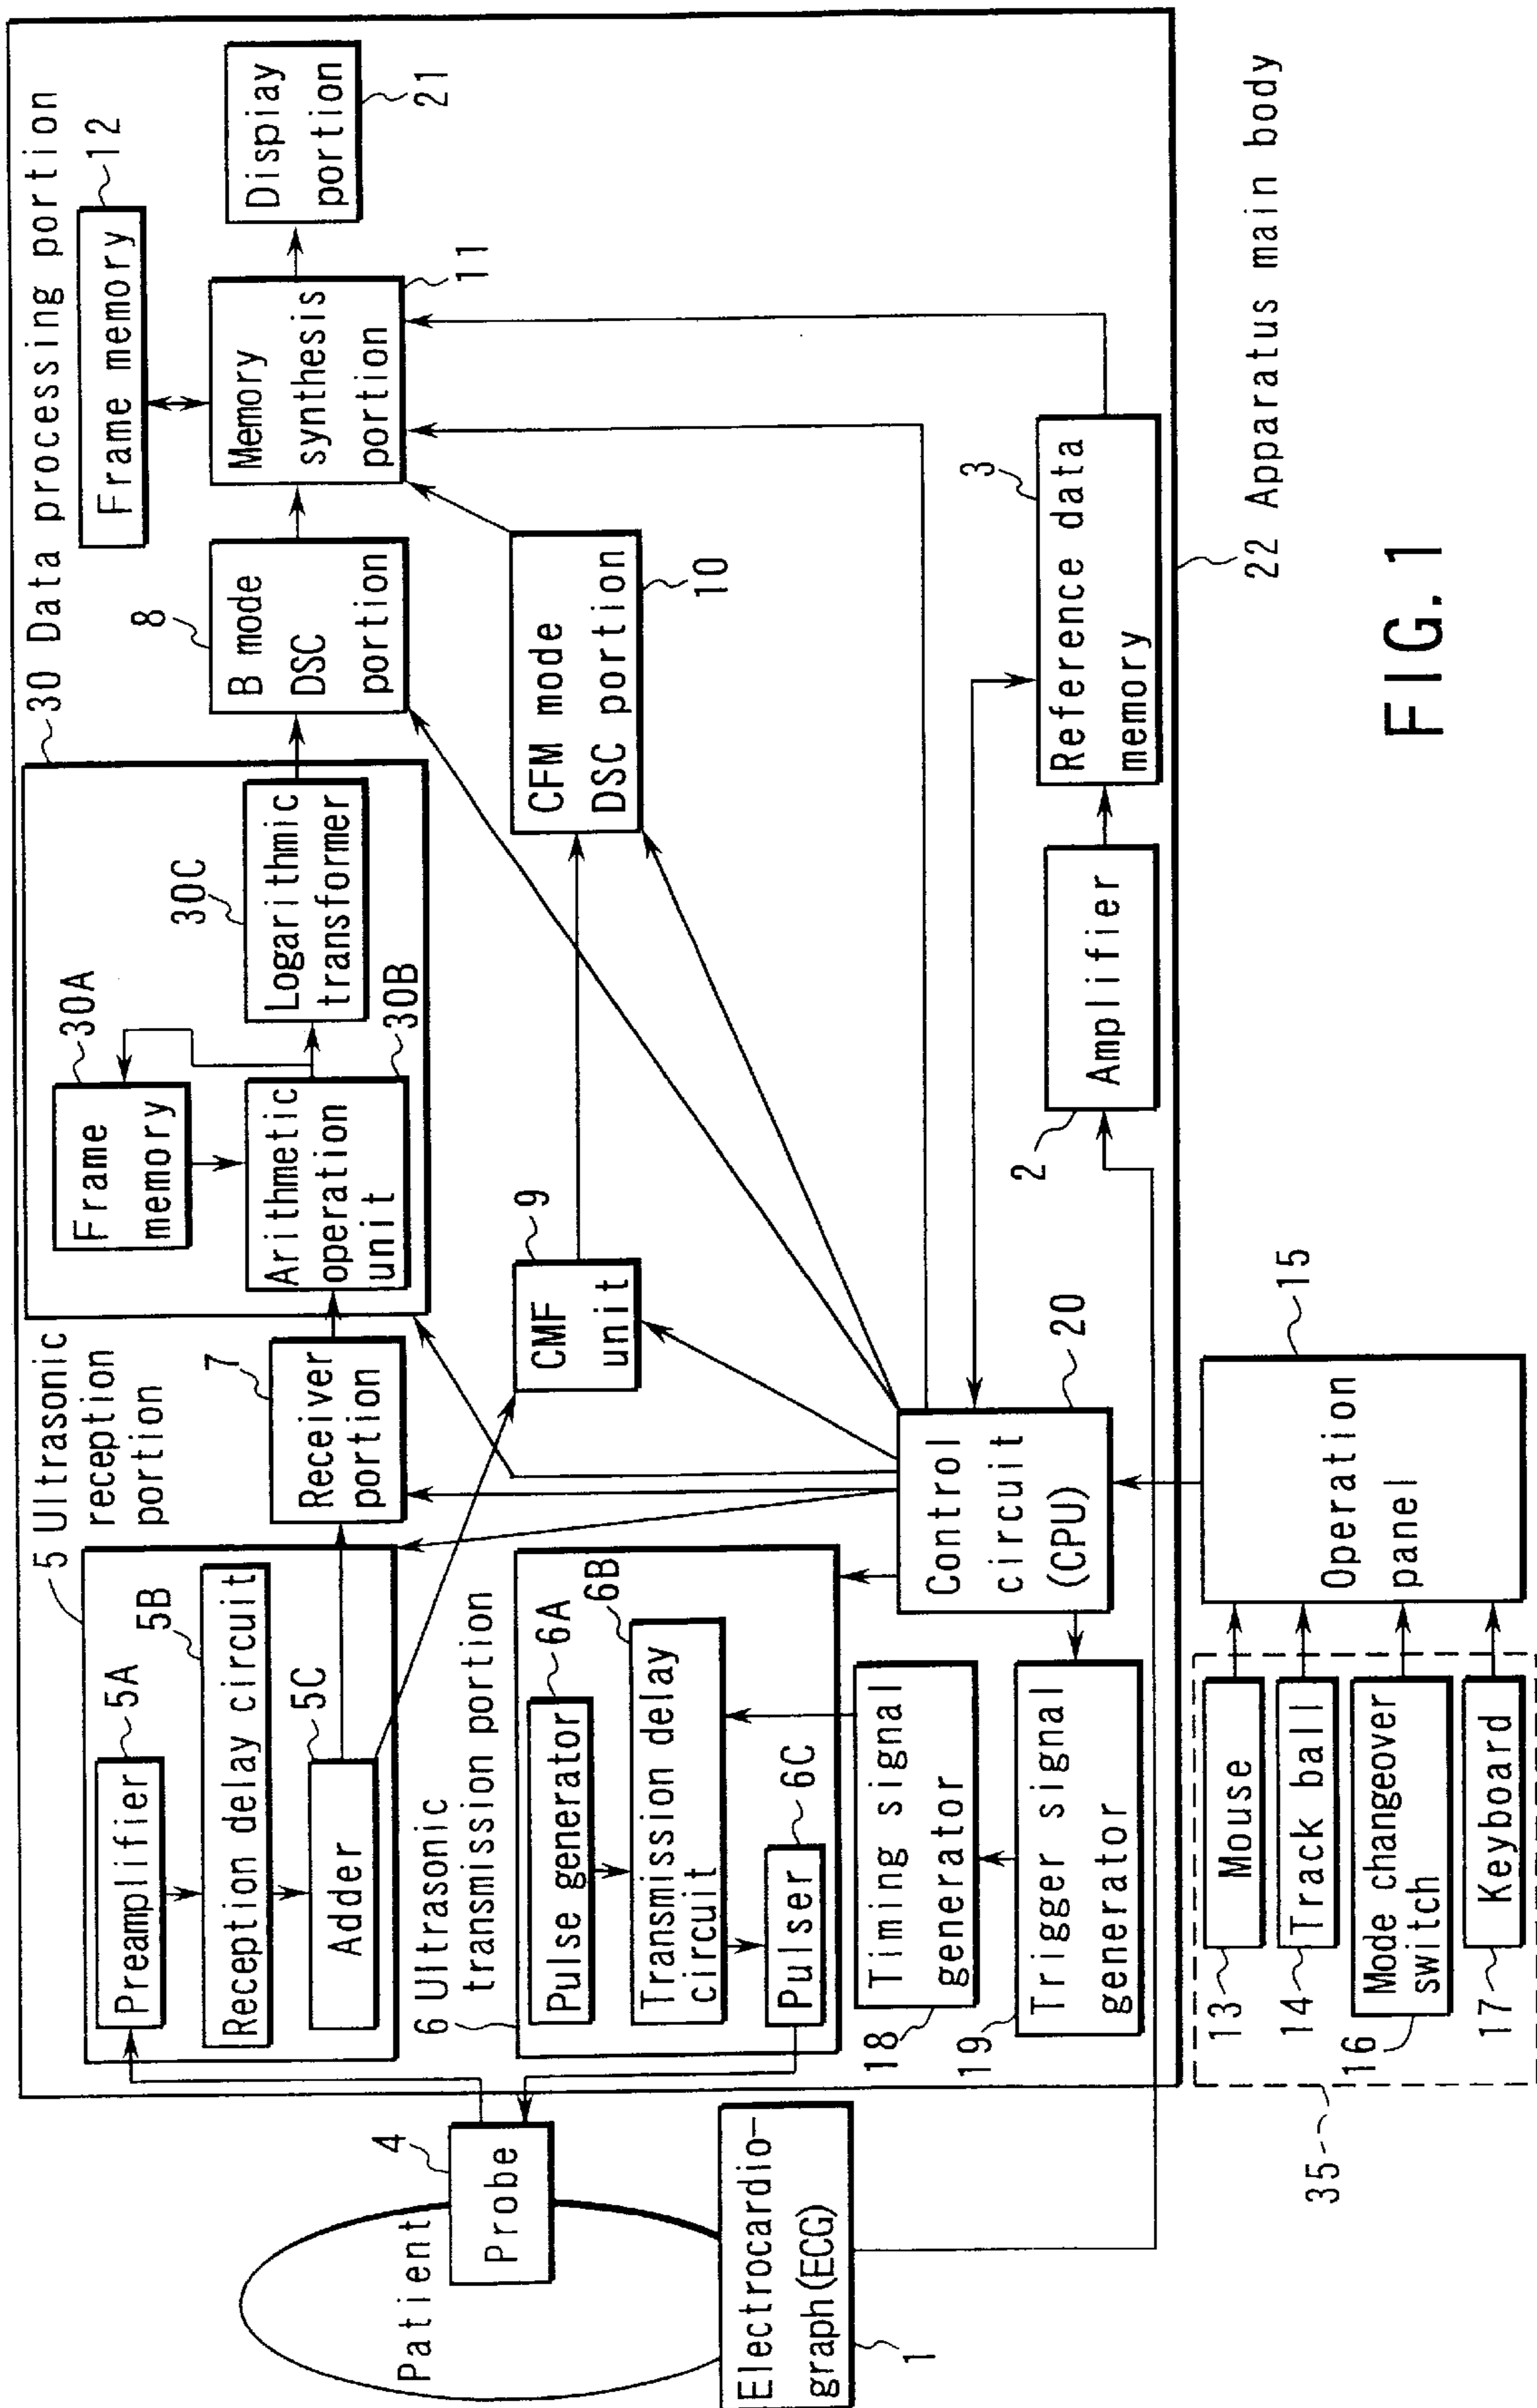 30 Data processing portion
5 Ultrasonic
reception
portion
5A
Preamplifier
5B
Reception delay circuit
5C
Adder
7
Receiver
portion
30A
Frame
memory
Arithmetic
operation
unit
30B
30C
Logarithmic
transformer
8
B mode
DSC
portion
Frame memory
12
Memory
synthesis
portion
11
Dispiay
portion
21
Patient
4
Probe
Electrocardio-
graph(ECG)
1
6 Ultrasonic
transmission portion
6A
Pulse generator
6B
Transmission delay
circuit
6C
Pulser
6
9
CMF
unit
CFM mode
DSC portion
10
Timing signal
generator
18
Trigger signal
generator
19
Control
circuit
(CPU)
20
2
Amplifier
3
Reference data
memory
22 Apparatus main body
13
Mouse
14
Track ball
Mode changeover
switch
16
17
Keyboard
35
Operation
panel
15
FIG. 1